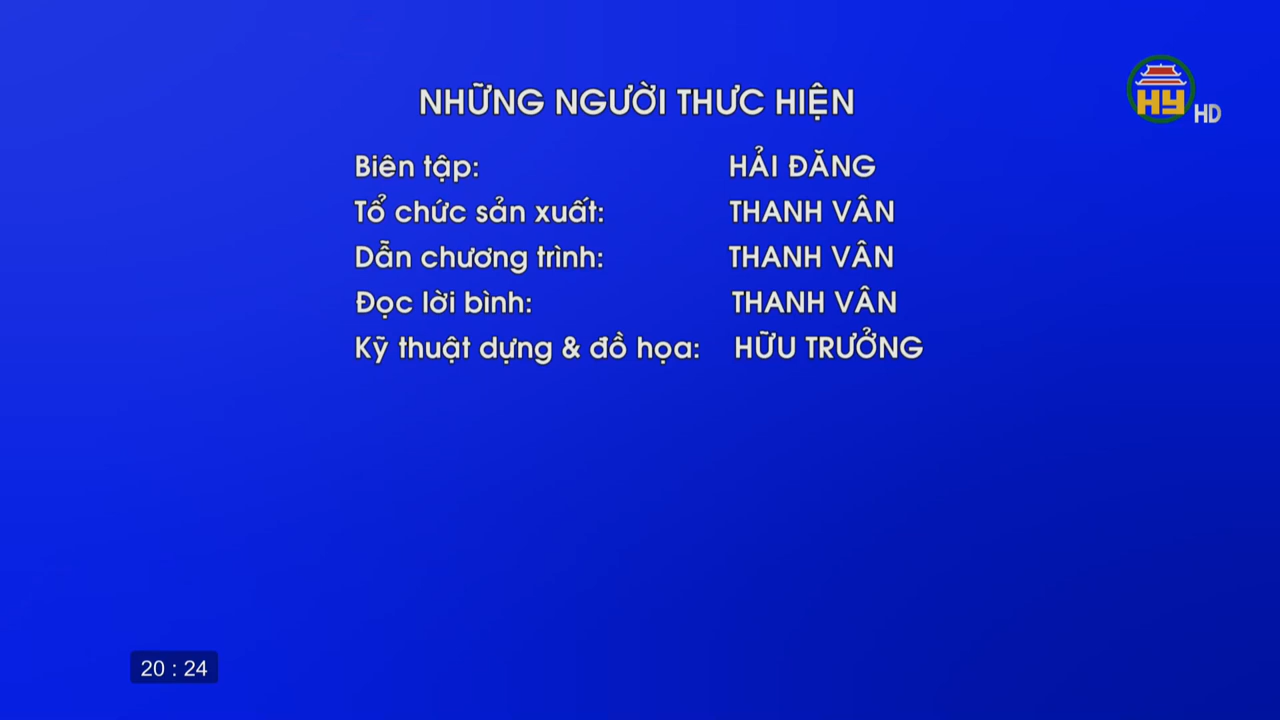 NHỮNG NGƯỜI THƯC HIỆN
HY HD
Biên tập: HẢI ĐĂNG
Tổ chức sản xuất: THANH VÂN
Dẫn chương trình: THANH VÂN
Đọc lời bình: THANH VÂN
Kỹ thuật dựng & đồ họa: HỮU TRƯỞNG
20 : 24